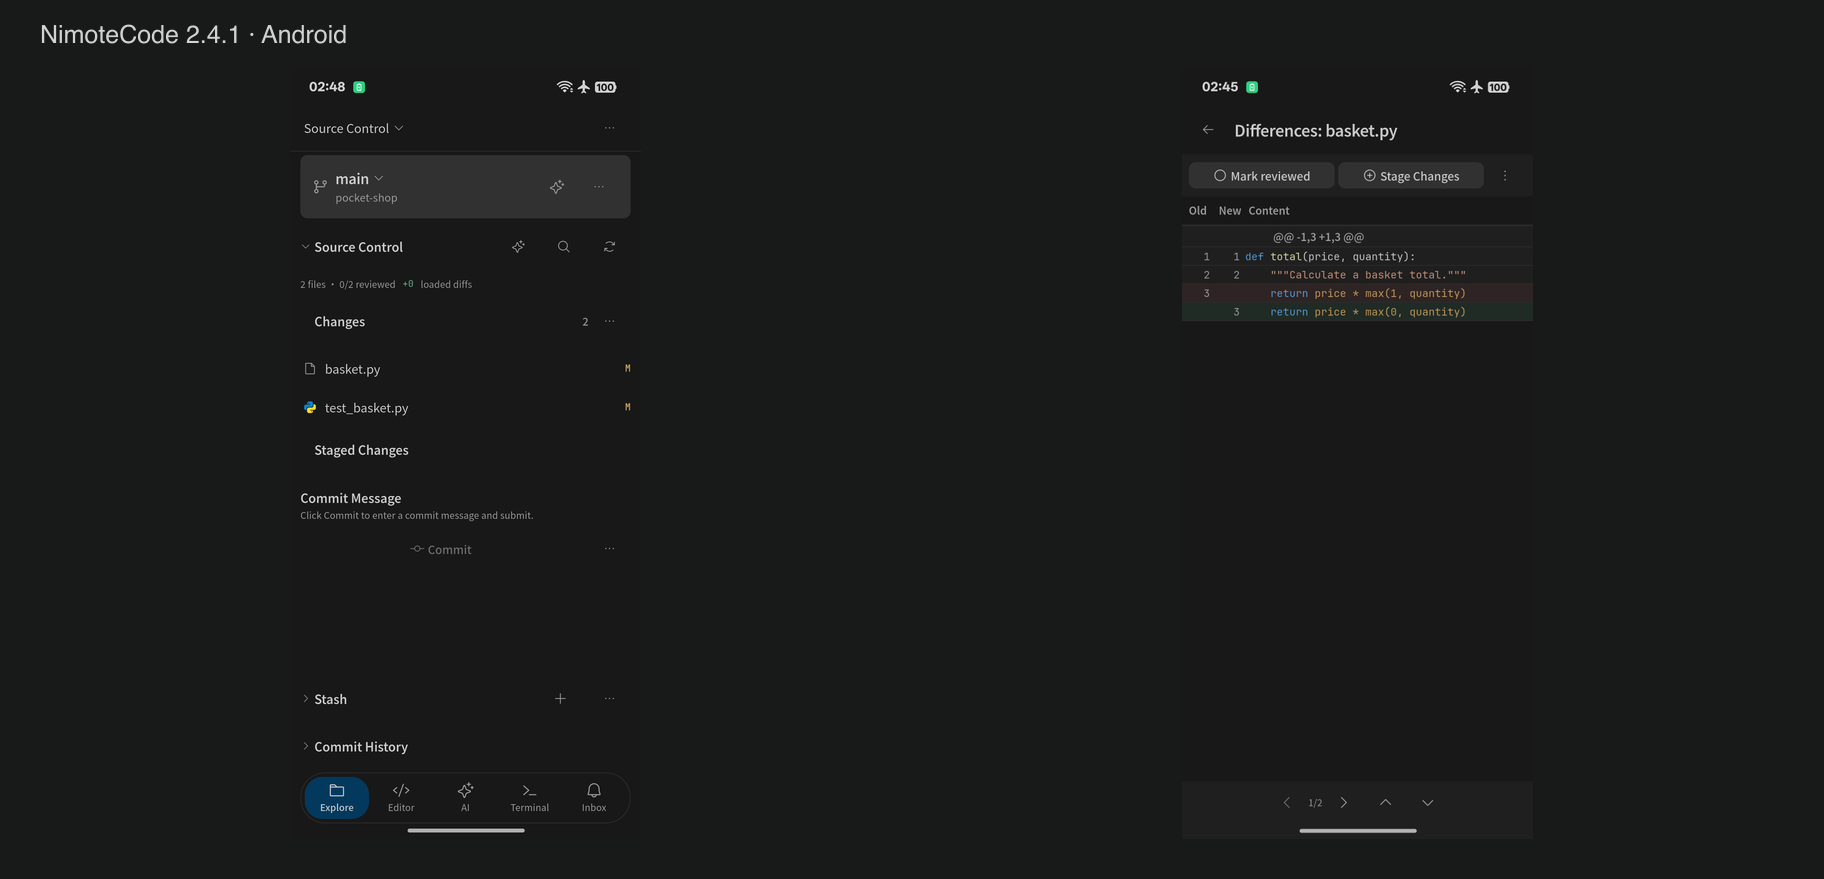 NimoteCode 2.4.1 · Android
02:48
100
Source Control
main
pocket-shop
Source Control
2 files • 0/2 reviewed +0 loaded diffs
Changes 2
basket.py M
test_basket.py M
Staged Changes
Commit Message
Click Commit to enter a commit message and submit.
Commit
Stash
Commit History
Explore
Editor
AI
Terminal
Inbox
02:45
100
Differences: basket.py
Mark reviewed
Stage Changes
Old New Content
@@ -1,3 +1,3 @@
1 1 def total(price, quantity):
2 2 """Calculate a basket total."""
3 return price * max(1, quantity)
3 return price * max(0, quantity)
1/2